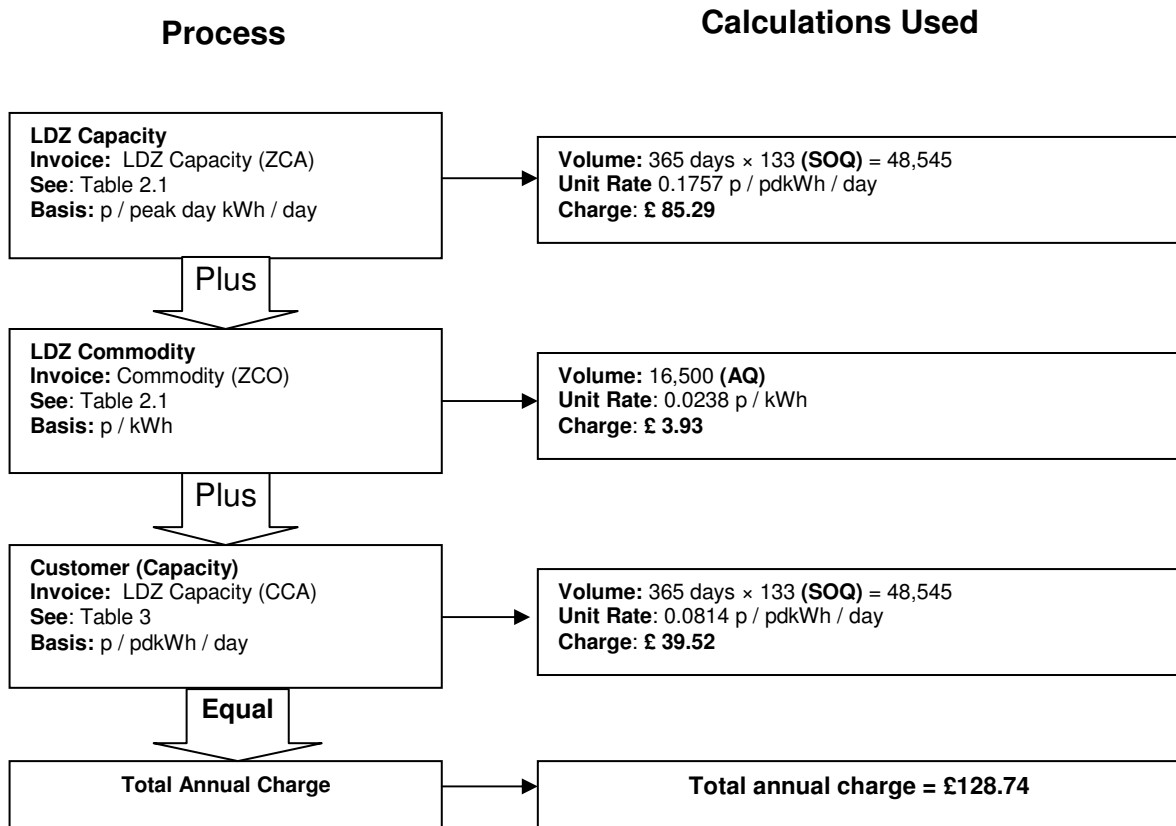 Process
Calculations Used
LDZ Capacity
Invoice: LDZ Capacity (ZCA)
See: Table 2.1
Basis: p / peak day kWh / day
Volume: 365 days × 133 (SOQ) = 48,545
Unit Rate 0.1757 p / pdkWh / day
Charge: £ 85.29
Plus
LDZ Commodity
Invoice: Commodity (ZCO)
See: Table 2.1
Basis: p / kWh
Volume: 16,500 (AQ)
Unit Rate: 0.0238 p / kWh
Charge: £ 3.93
Plus
Customer (Capacity)
Invoice: LDZ Capacity (CCA)
See: Table 3
Basis: p / pdkWh / day
Volume: 365 days × 133 (SOQ) = 48,545
Unit Rate: 0.0814 p / pdkWh / day
Charge: £ 39.52
Equal
Total Annual Charge
Total annual charge = £128.74